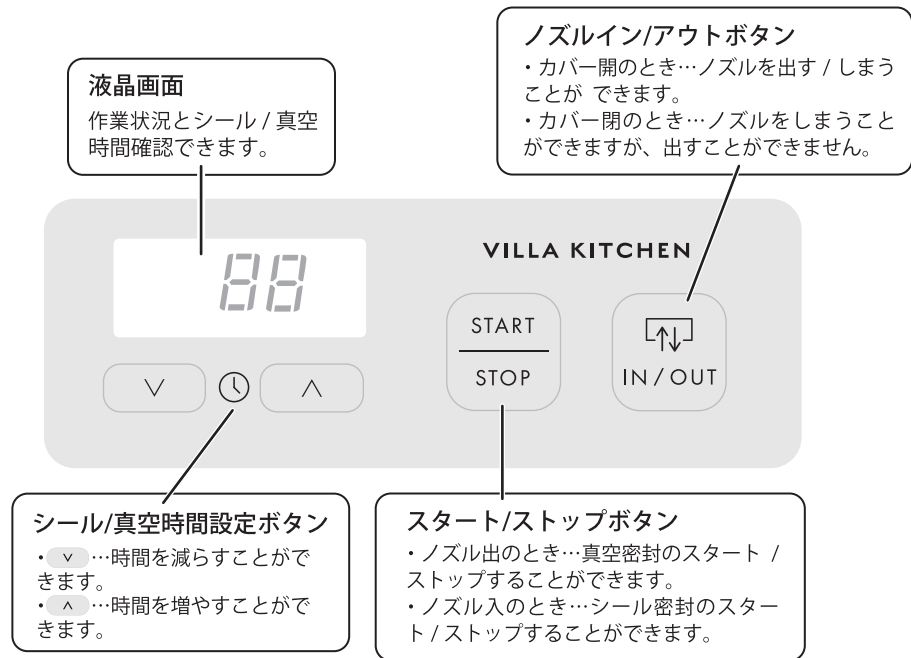 液晶画面
作業状況とシール / 真空
時間確認できます。
ノズルイン/アウトボタン
・カバー開のとき…ノズルを出す / しまう
ことが できます。
・カバー閉のとき…ノズルをしまうこと
ができますが、出すことができません。
88
VILLA KITCHEN
START
STOP
IN / OUT
シール/真空時間設定ボタン
・∨…時間を減らすことがで
きます。
・∧…時間を増やすことがで
きます。
スタート/ストップボタン
・ノズル出のとき…真空密封のスタート /
ストップすることができます。
・ノズル入のとき…シール密封のスター
ト / ストップすることができます。